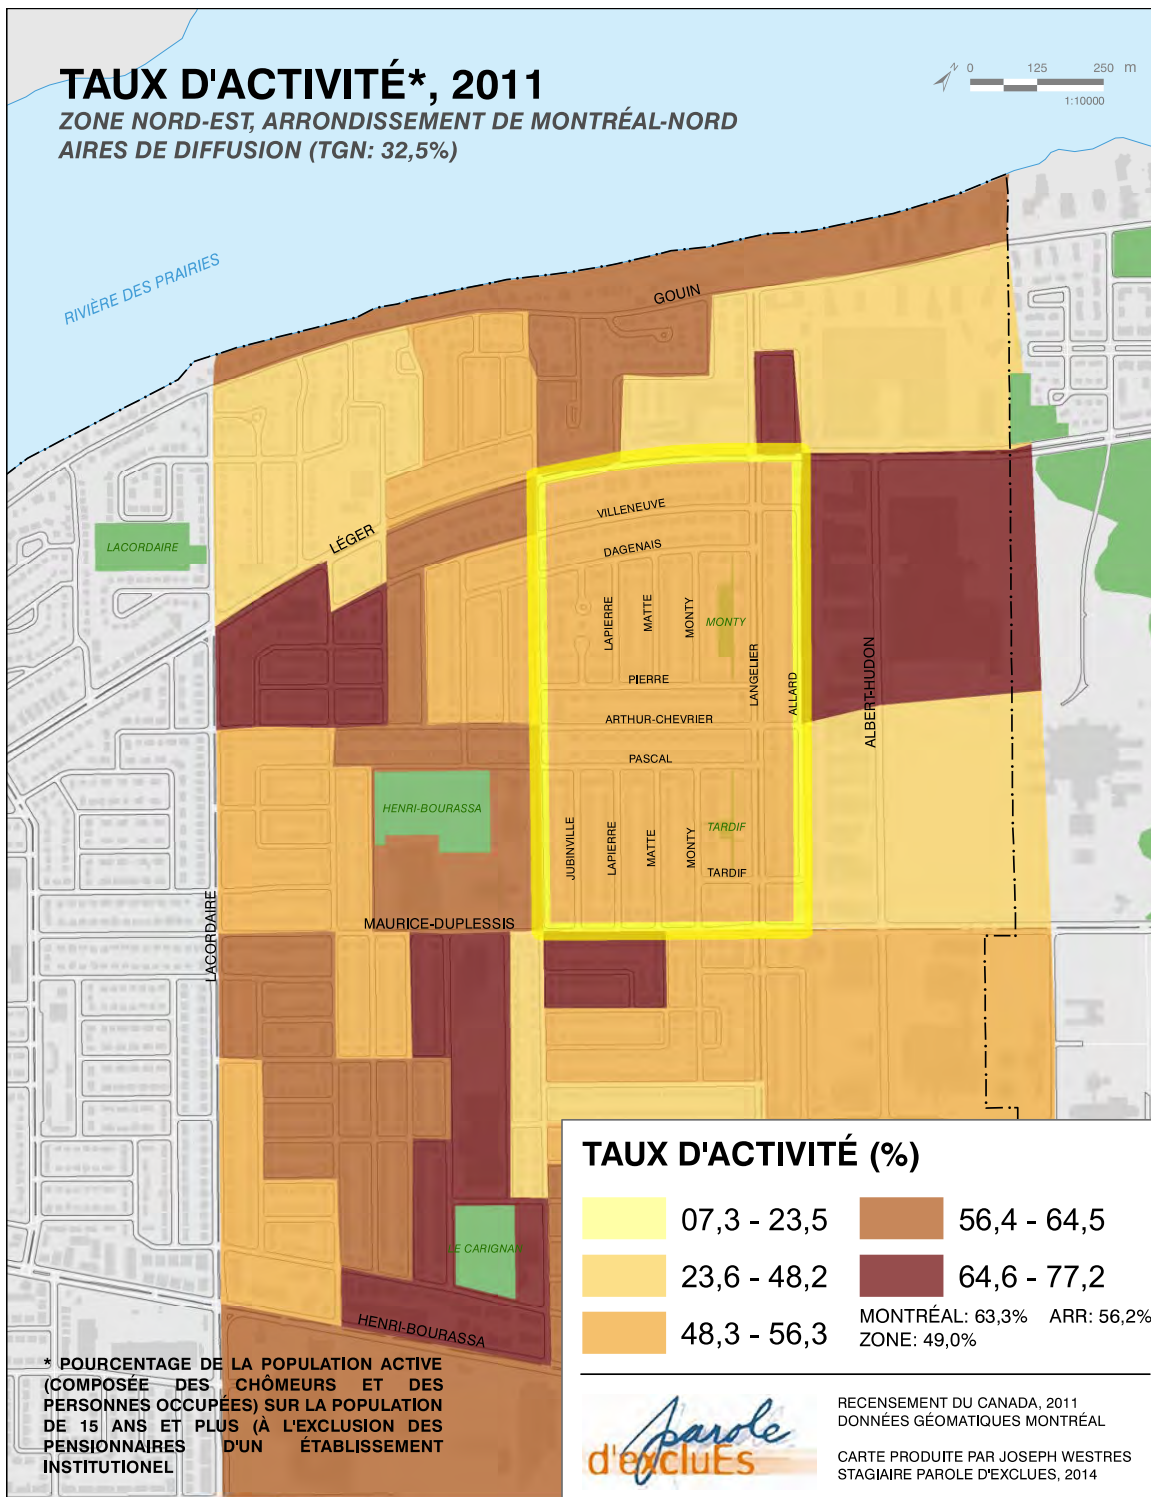 TAUX D'ACTIVITÉ*, 2011
ZONE NORD-EST, ARRONDISSEMENT DE MONTRÉAL-NORD
AIRES DE DIFFUSION (TGN: 32,5%)
N
0 125 250 m
1:10000
RIVIÈRE DES PRAIRIES
GOUIN
VILLENEUVE
LACORDAIRE
LÉGER
DAGENAIS
LAPIERRE
MATTE
MONTY
MONTY
LANGELIER
ALLARD
ALBERT-HUDON
PIERRE
ARTHUR-CHEVRIER
PASCAL
HENRI-BOURASSA
JUBINVILLE
LAPIERRE
MATTE
MONTY
TARDIF
TARDIF
LACORDAIRE
MAURICE-DUPLESSIS
LE CARIGNAN
HENRI-BOURASSA
TAUX D'ACTIVITÉ (%)
07,3 - 23,5
23,6 - 48,2
48,3 - 56,3
56,4 - 64,5
64,6 - 77,2
MONTRÉAL: 63,3% ARR: 56,2%
ZONE: 49,0%
* POURCENTAGE DE LA POPULATION ACTIVE
(COMPOSÉE DES CHÔMEURS ET DES
PERSONNES OCCUPÉES) SUR LA POPULATION
DE 15 ANS ET PLUS (À L'EXCLUSION DES
PENSIONNAIRES D'UN ÉTABLISSEMENT
INSTITUTIONEL
parole
d'excluEs
RECENSEMENT DU CANADA, 2011
DONNÉES GÉOMATIQUES MONTRÉAL
CARTE PRODUITE PAR JOSEPH WESTRES
STAGIAIRE PAROLE D'EXCLUES, 2014